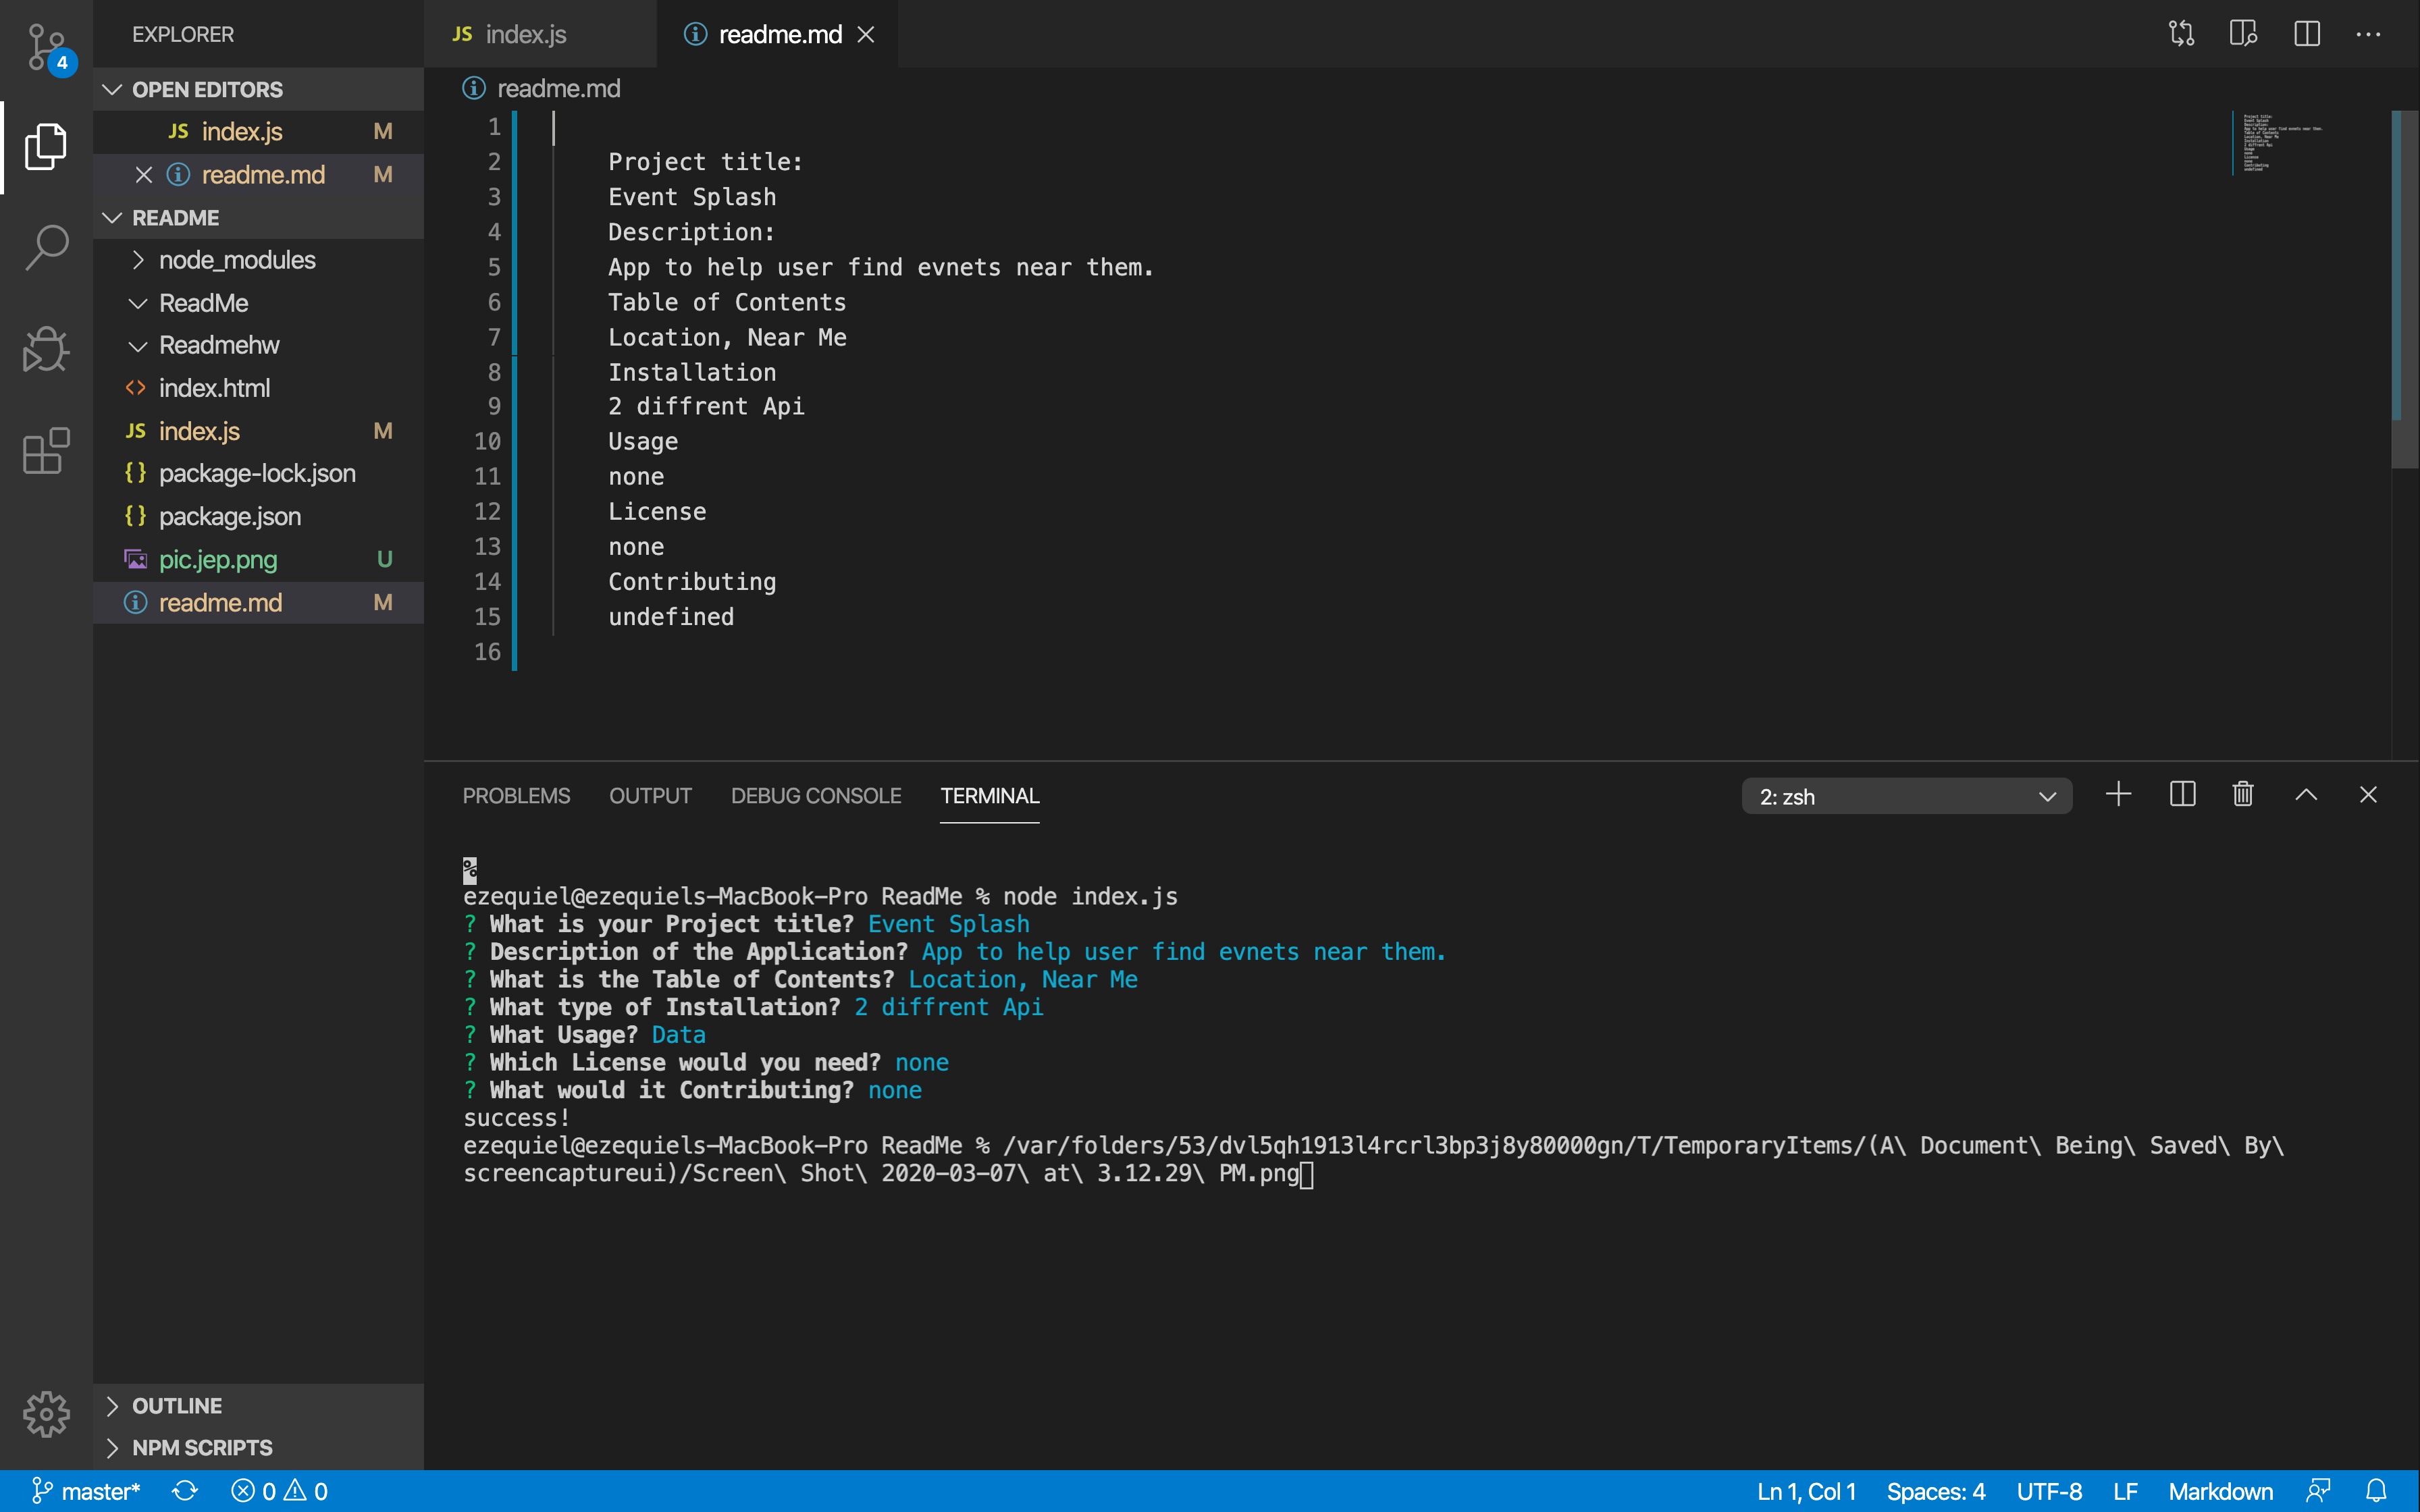 4
EXPLORER
OPEN EDITORS
JS index.js M
readme.md M
README
node_modules
ReadMe
Readmehw
index.html
JS index.js M
{} package-lock.json
{} package.json
pic.jep.png U
readme.md M
OUTLINE
NPM SCRIPTS
JS index.js
readme.md
readme.md
1
2 Project title:
3 Event Splash
4 Description:
5 App to help user find evnets near them.
6 Table of Contents
7 Location, Near Me
8 Installation
9 2 diffrent Api
10 Usage
11 none
12 License
13 none
14 Contributing
15 undefined
16
PROBLEMS OUTPUT DEBUG CONSOLE TERMINAL 2: zsh
%
ezequiel@ezequiels-MacBook-Pro ReadMe % node index.js
? What is your Project title? Event Splash
? Description of the Application? App to help user find evnets near them.
? What is the Table of Contents? Location, Near Me
? What type of Installation? 2 diffrent Api
? What Usage? Data
? Which License would you need? none
? What would it Contributing? none
success!
ezequiel@ezequiels-MacBook-Pro ReadMe % /var/folders/53/dvl5qh1913l4rcrl3bp3j8y80000gn/T/TemporaryItems/(A\ Document\ Being\ Saved\ By\
screencaptureui)/Screen\ Shot\ 2020-03-07\ at\ 3.12.29\ PM.png
master* 0 0 Ln 1, Col 1 Spaces: 4 UTF-8 LF Markdown